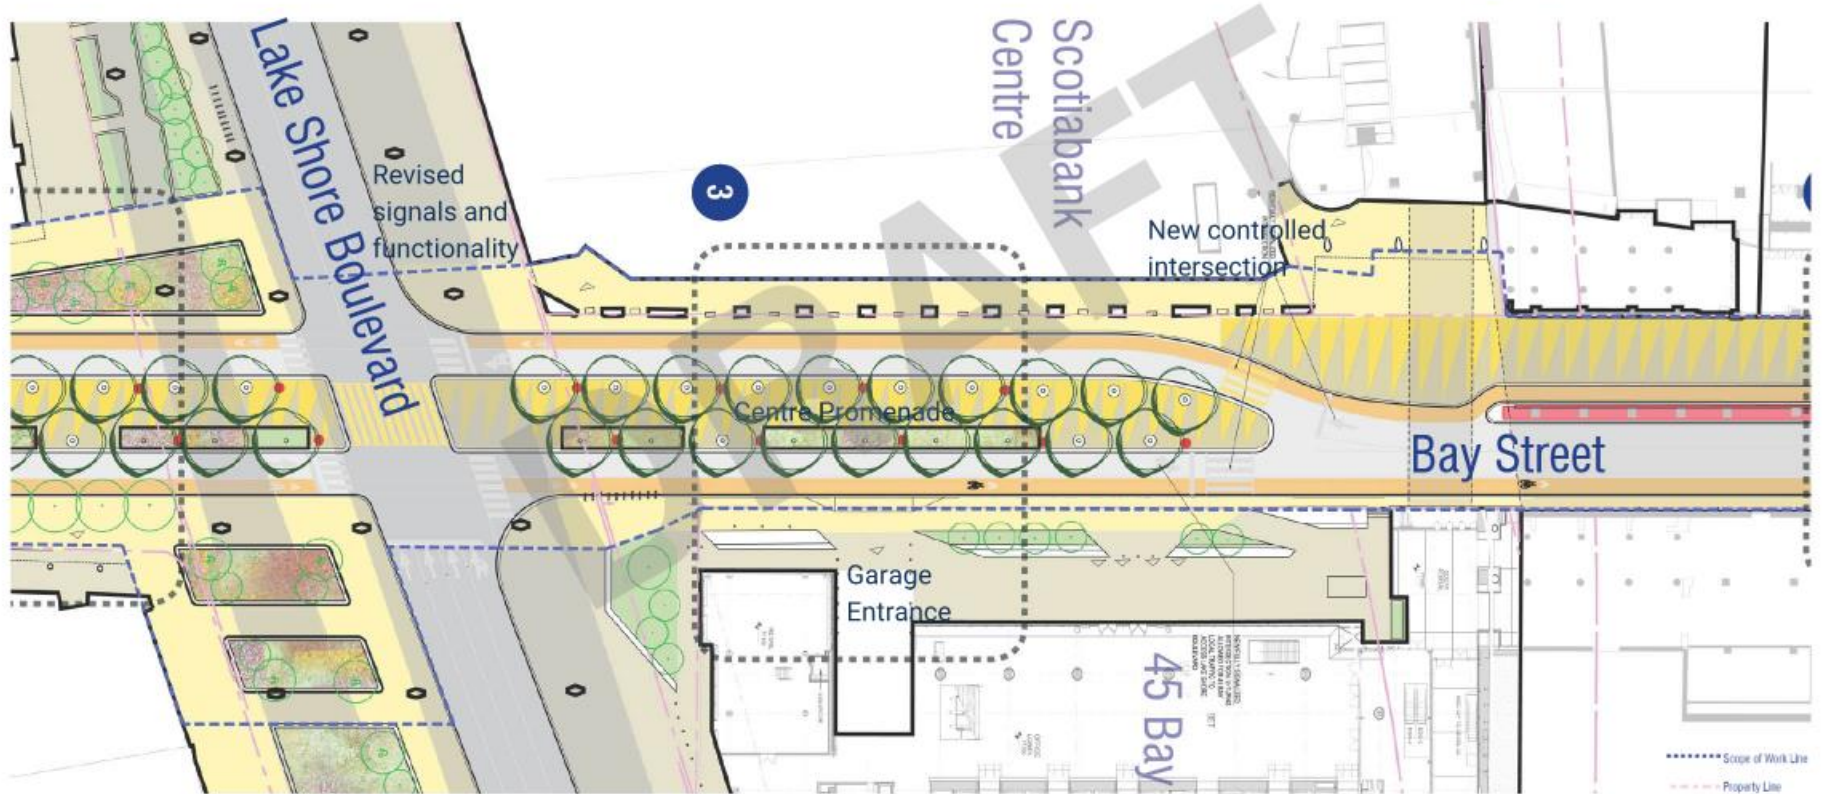 Lake Shore Boulevard
Scotiabank
Centre
Revised
signals and
functionality
3
New controlled
intersection
DRAFT
Centre Promenade
Bay Street
Garage
Entrance
45 Bay
Scope of Work Line
Property Line